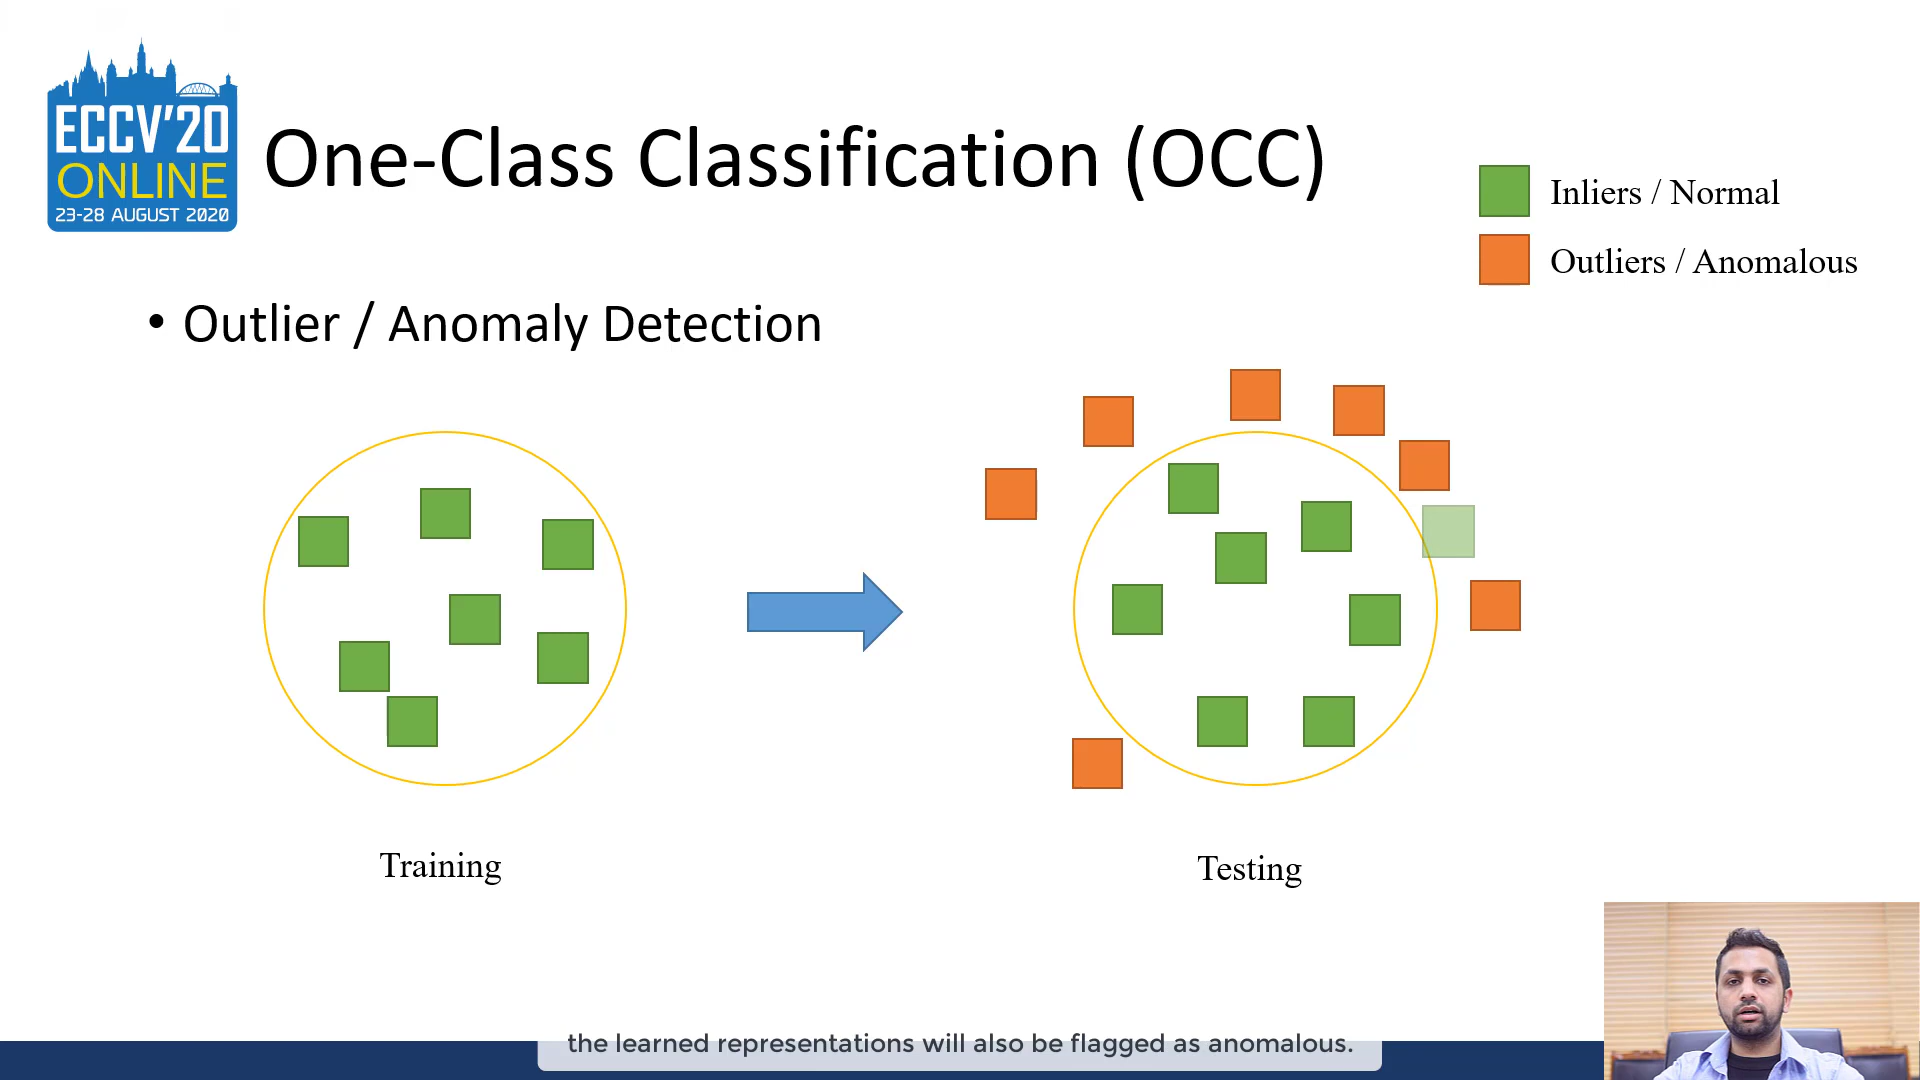 ECCV'20
ONLINE
23-28 AUGUST 2020
One-Class Classification (OCC)
Inliers / Normal
Outliers / Anomalous
• Outlier / Anomaly Detection
Training
Testing
the learned representations will also be flagged as anomalous.